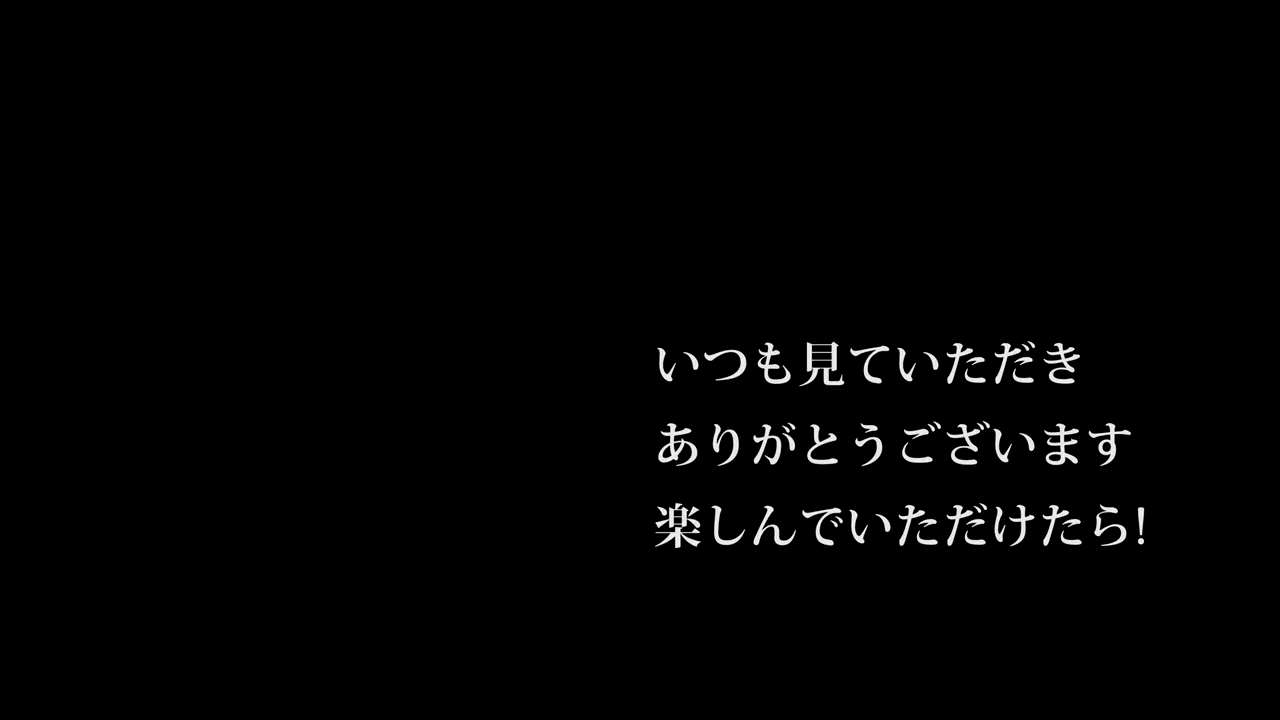 いつも見ていただき
ありがとうございます
楽しんでいただけたら!